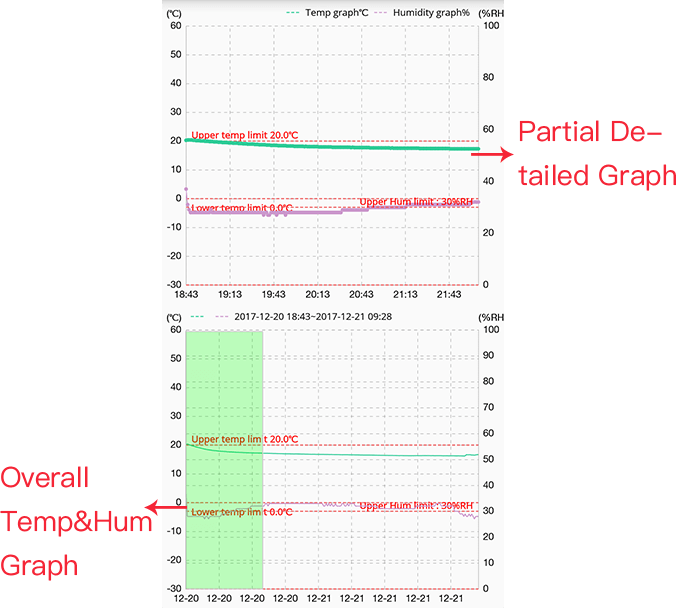 (℃) Temp graph℃ Humidity graph% (%RH
60 100
50 80
40
30 60
Upper temp limit 20.0℃
20
10 40
0 Upper Hum limit : 30%RH
Lower temp limit 0.0℃
-10 20
-20
-30 0
18:43 19:13 19:43 20:13 20:43 21:13 21:43
Partial De-
tailed Graph
(℃) 2017-12-20 18:43~2017-12-21 09:28 (%RH
60 100
50 90
80
40 70
30 60
Upper temp lim t 20.0℃
20
10 50
40
0 Upper Hum limit : 30%RH
Lower temp limit 0.0℃ 30
-10 20
-20 10
-30 0
12-20 12-20 12-20 12-20 12-21 12-21 12-21 12-21 12-21
Overall
Temp&Hum
Graph